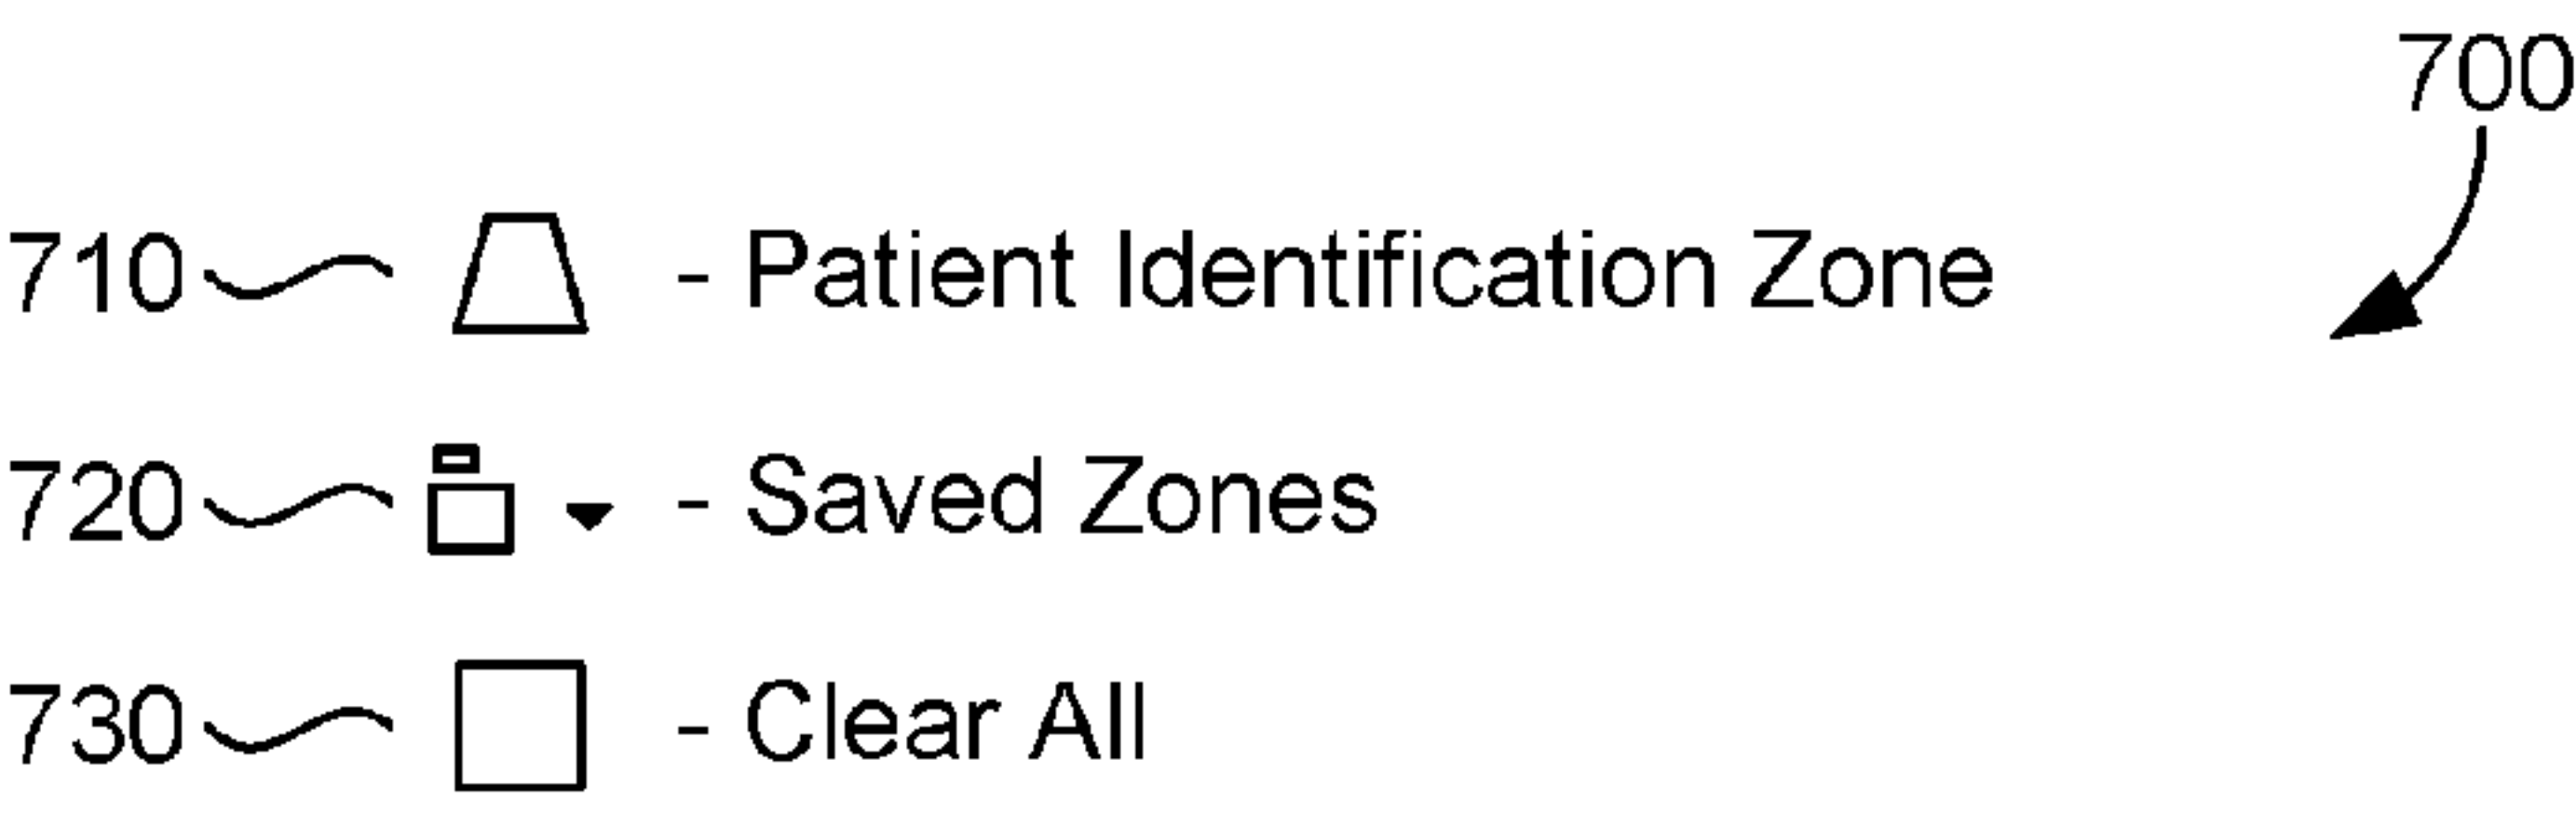 700
710 - Patient Identification Zone
720 - Saved Zones
730 - Clear All